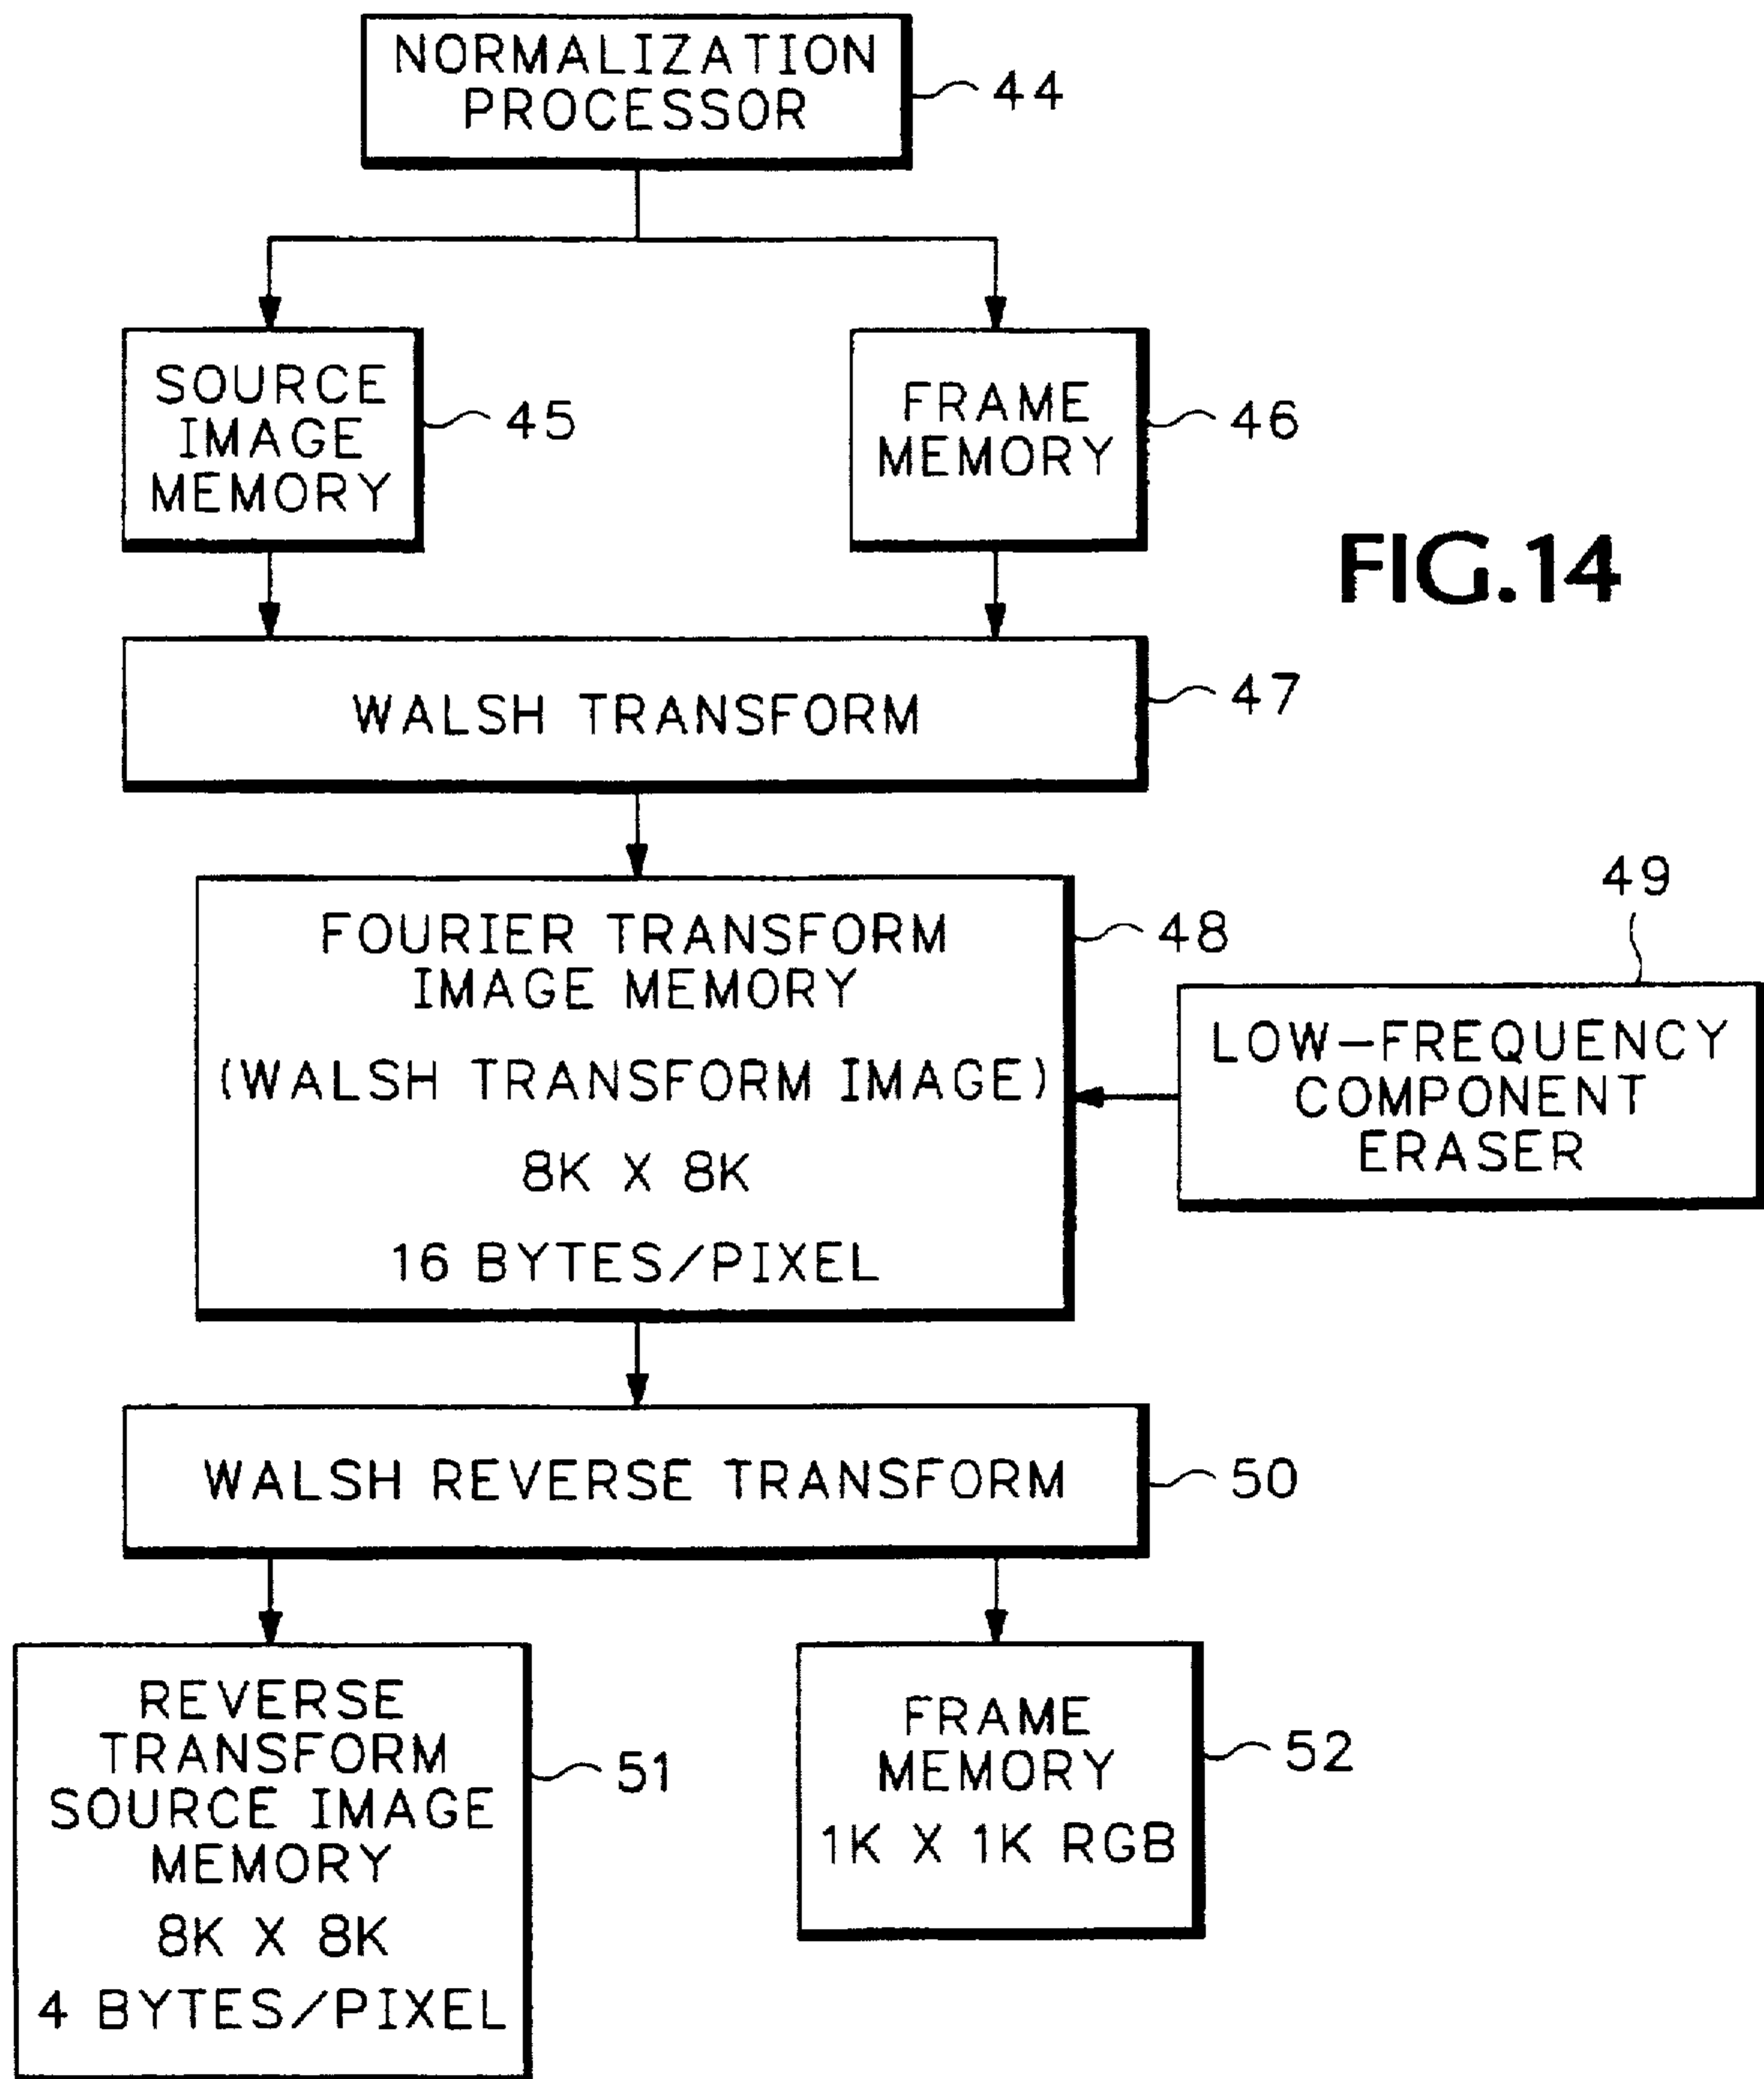 NORMALIZATION
PROCESSOR
44
SOURCE
IMAGE
MEMORY
45
FRAME
MEMORY
46
FIG.14
WALSH TRANSFORM
47
FOURIER TRANSFORM
IMAGE MEMORY
(WALSH TRANSFORM IMAGE)
8K X 8K
16 BYTES/PIXEL
48
49
LOW-FREQUENCY
COMPONENT
ERASER
WALSH REVERSE TRANSFORM
50
REVERSE
TRANSFORM
SOURCE IMAGE
MEMORY
8K X 8K
4 BYTES/PIXEL
51
FRAME
MEMORY
1K X 1K RGB
52